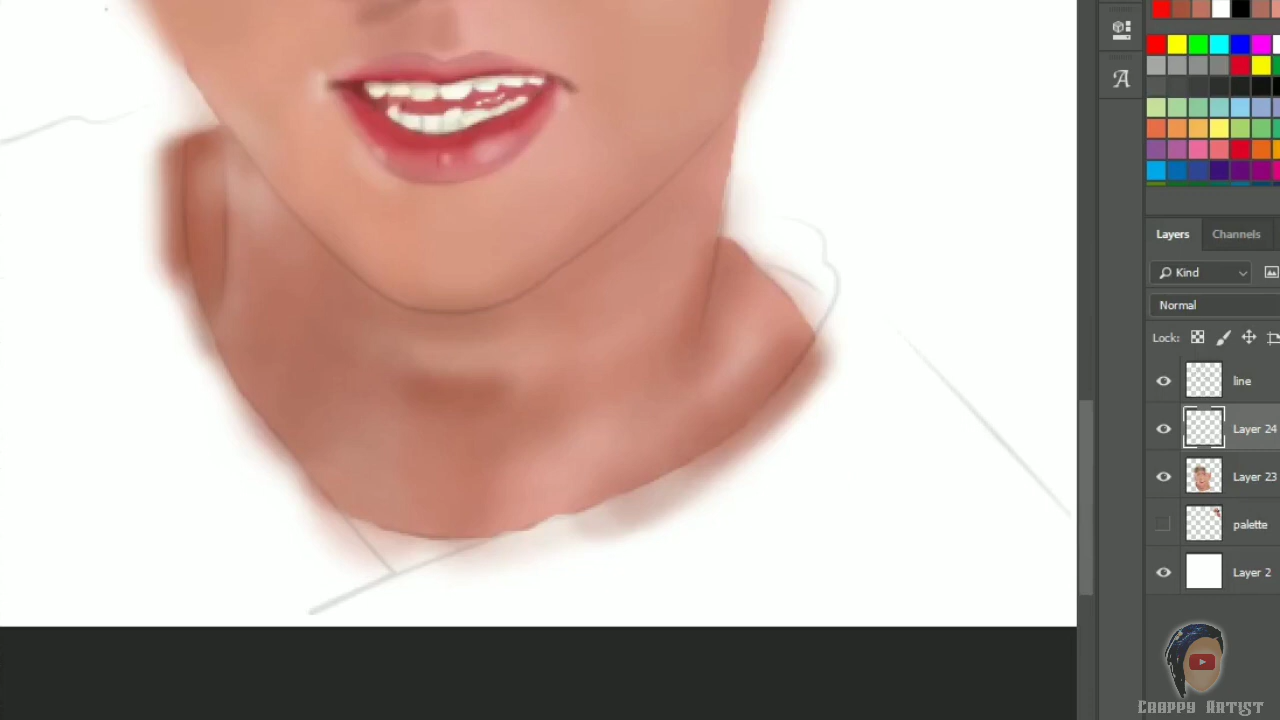 A
Layers
Channels
Kind
Normal
Lock:
line
Layer 24
Layer 23
palette
Layer 2
Crappy Artist